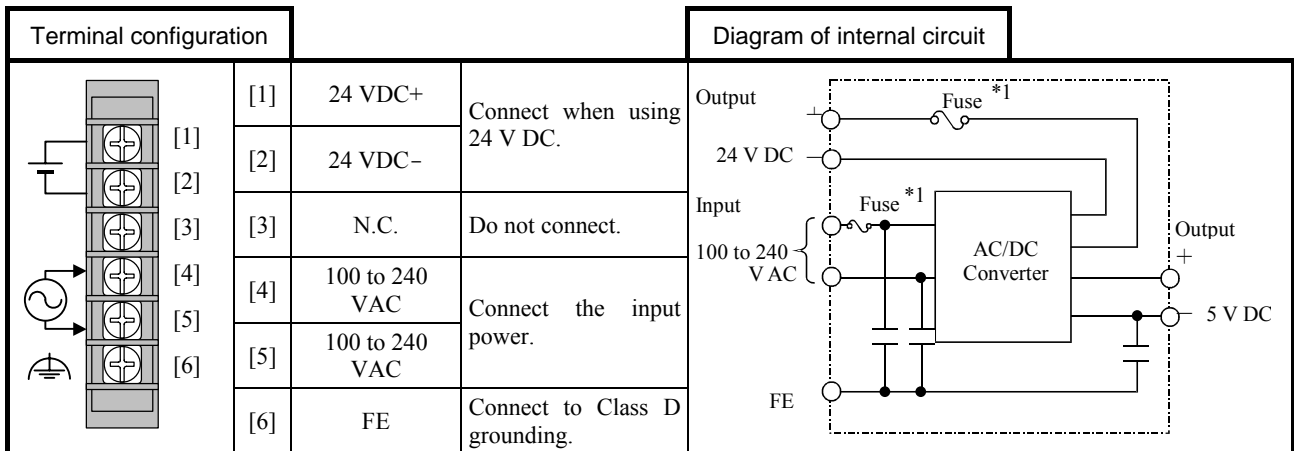 Terminal configuration
Diagram of internal circuit
[1]
[2]
[3]
[4]
[5]
[6]
[1] 24 VDC+
Connect when using
24 V DC.
[2] 24 VDC−
[3] N.C. Do not connect.
[4] 100 to 240
VAC
Connect the input
power.
[5] 100 to 240
VAC
[6] FE
Connect to Class D
grounding.
Output
+
Fuse *1
24 V DC −
Input
Fuse *1
100 to 240
V AC
AC/DC
Converter
Output
+
− 5 V DC
FE